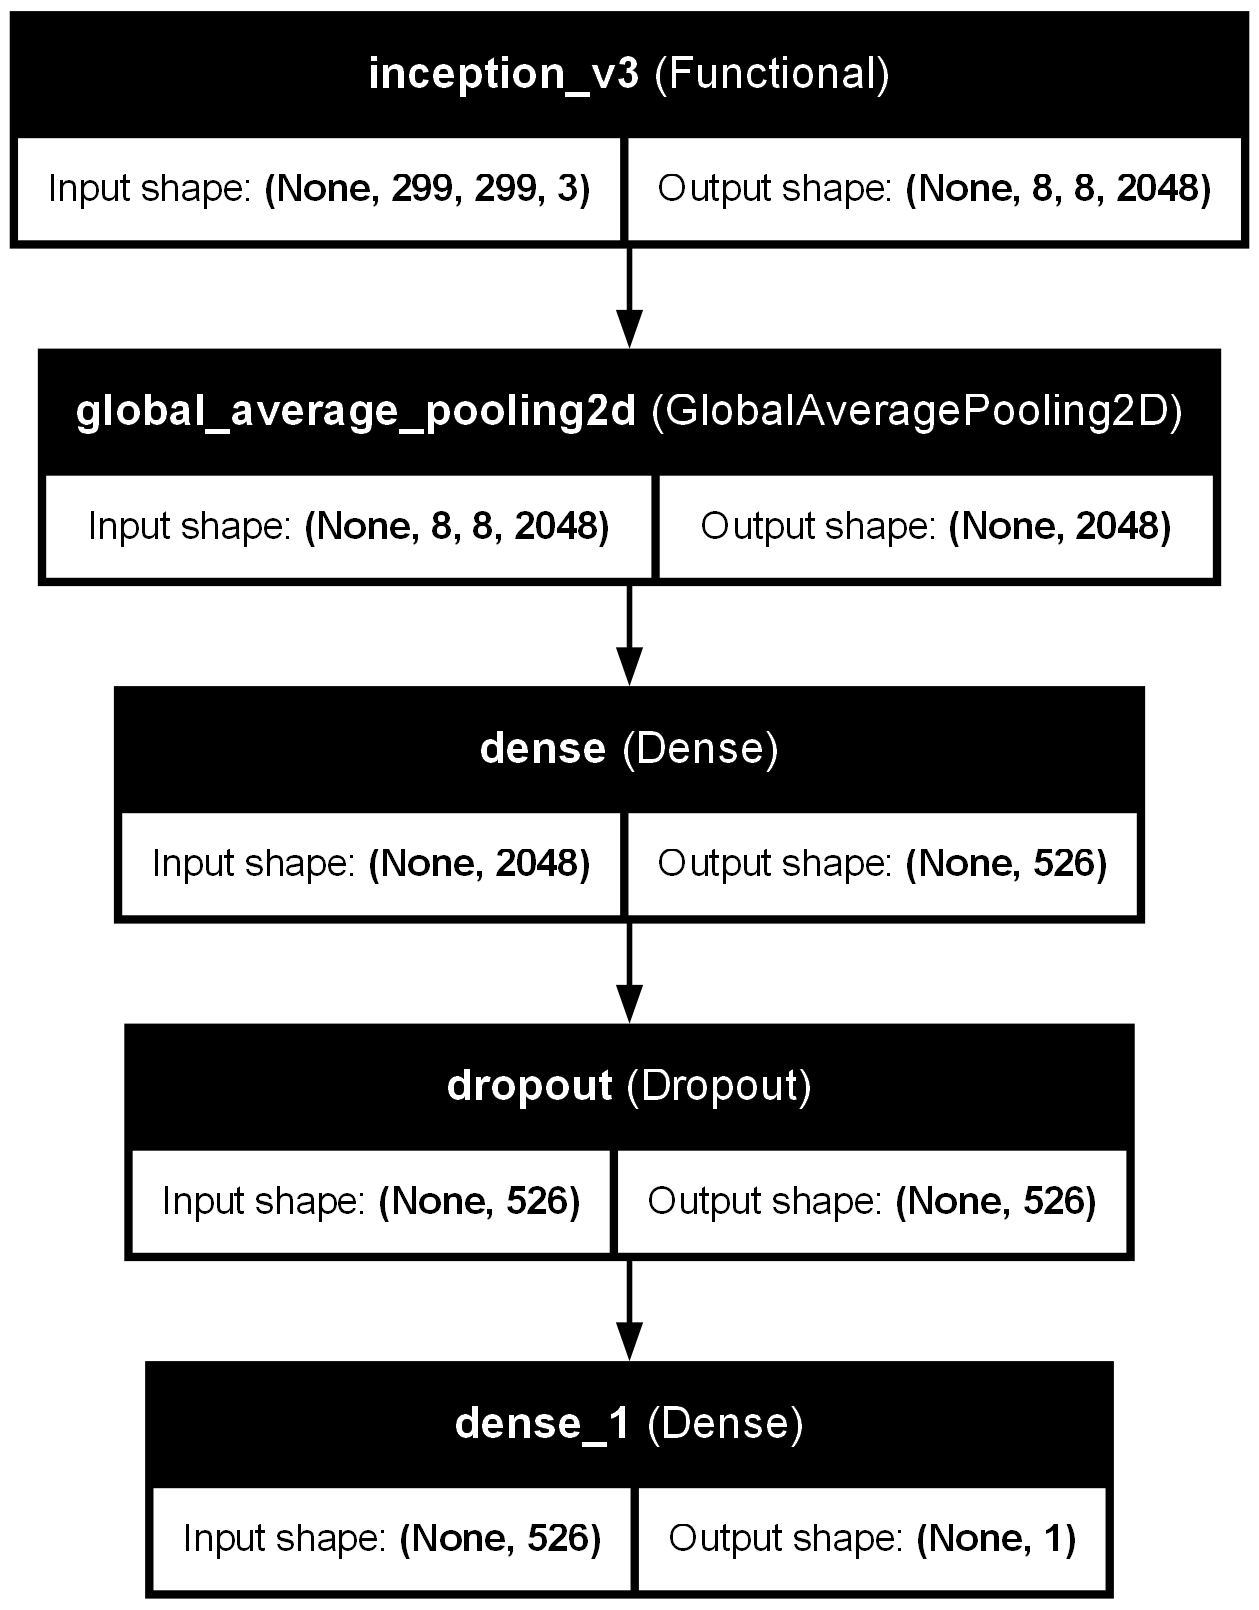 inception_v3 (Functional)
Input shape: (None, 299, 299, 3) Output shape: (None, 8, 8, 2048)
global_average_pooling2d (GlobalAveragePooling2D)
Input shape: (None, 8, 8, 2048) Output shape: (None, 2048)
dense (Dense)
Input shape: (None, 2048) Output shape: (None, 526)
dropout (Dropout)
Input shape: (None, 526) Output shape: (None, 526)
dense_1 (Dense)
Input shape: (None, 526) Output shape: (None, 1)